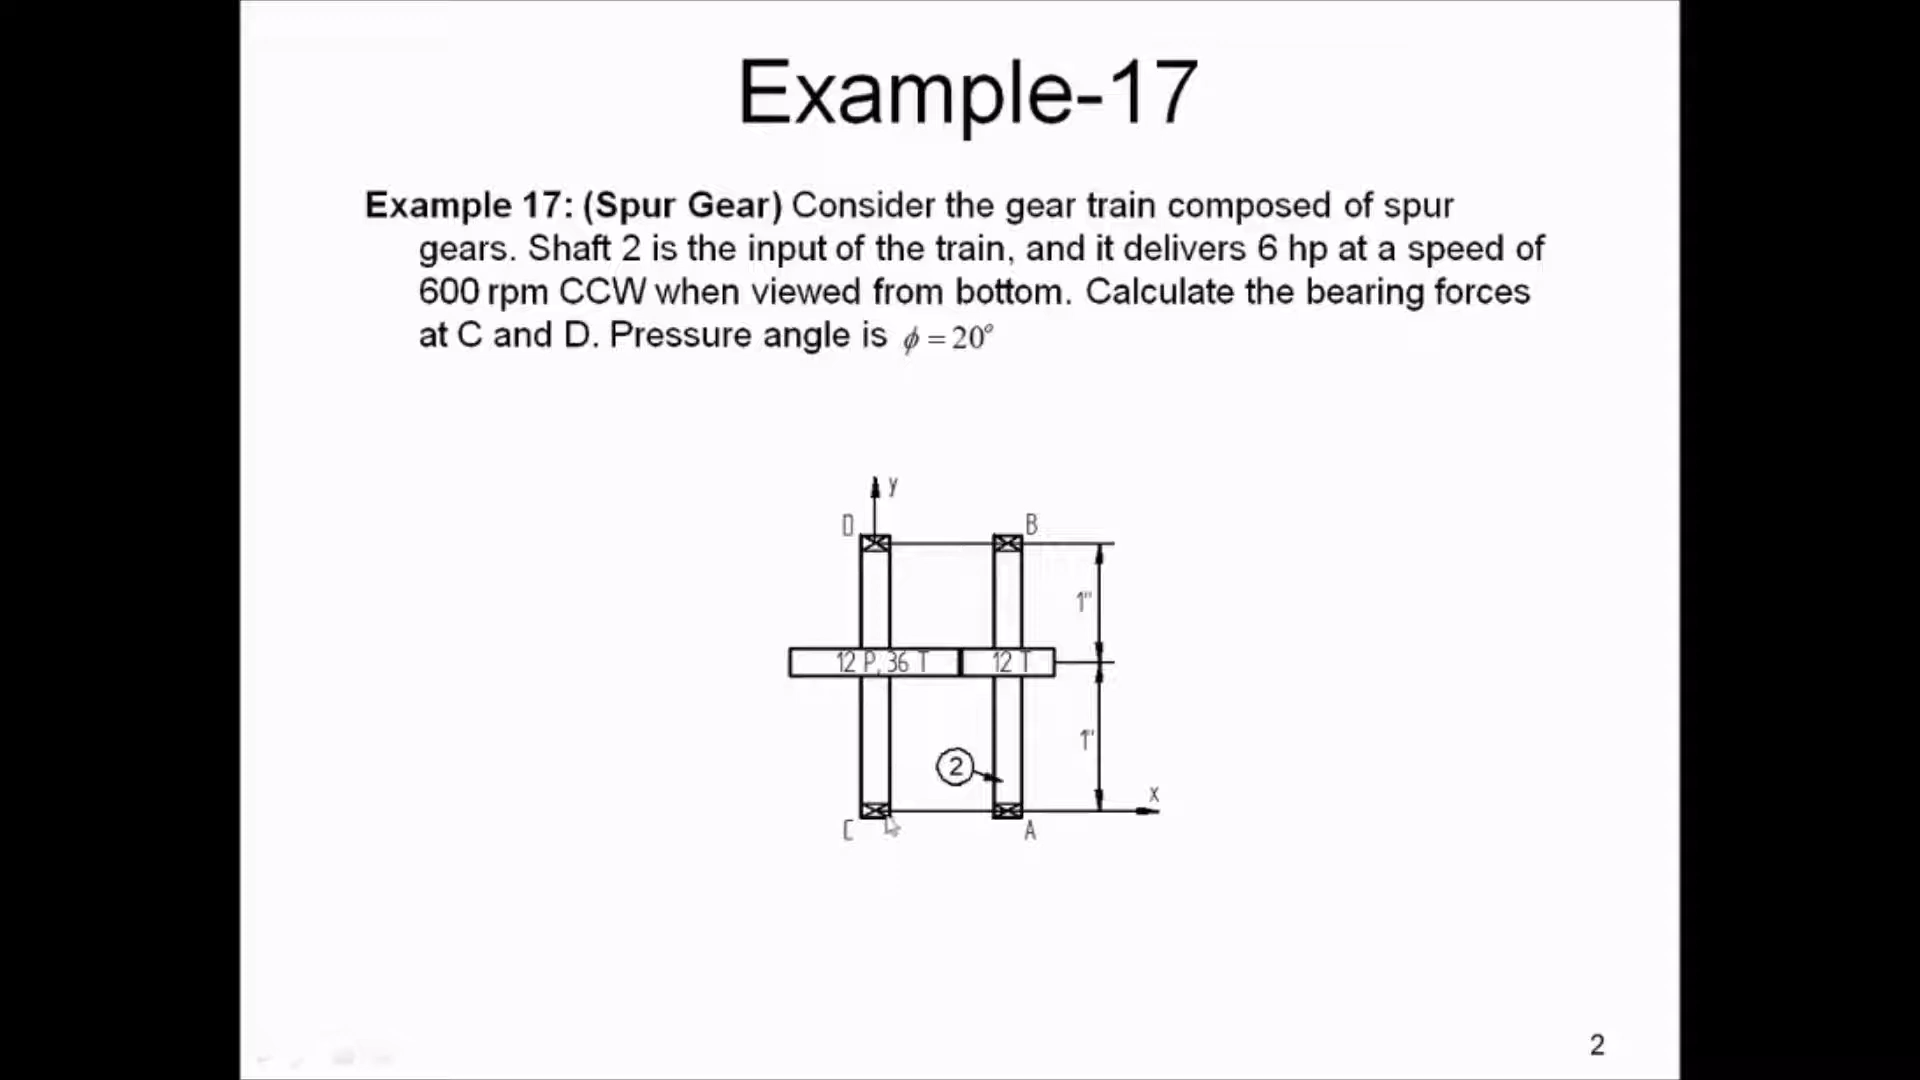 Example-17
Example 17: (Spur Gear) Consider the gear train composed of spur
gears. Shaft 2 is the input of the train, and it delivers 6 hp at a speed of
600 rpm CCW when viewed from bottom. Calculate the bearing forces
at C and D. Pressure angle is ϕ = 20°
y
D
B
1"
12 P, 36 T
12 T
1"
2
x
C
A
2